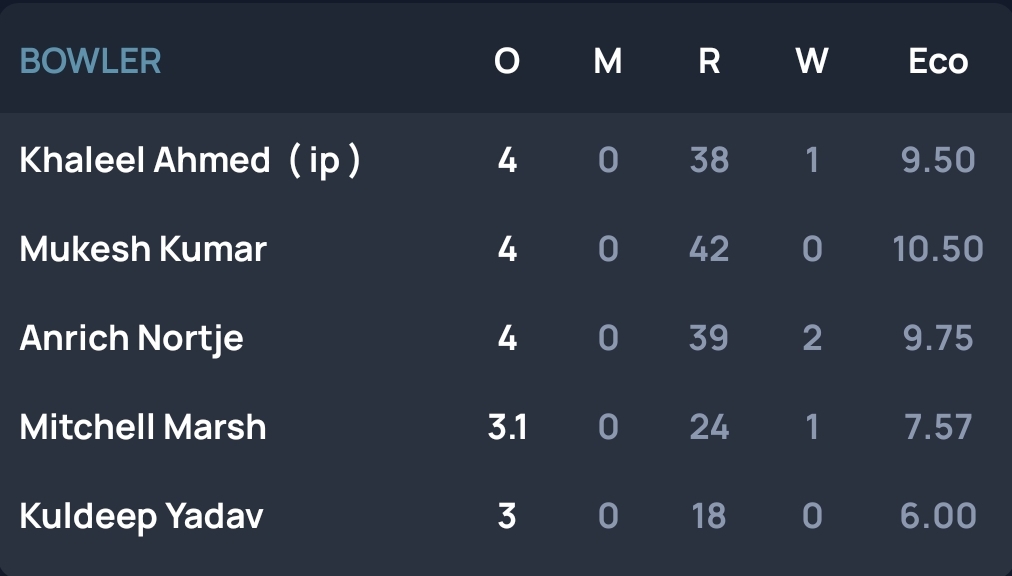 BOWLER O M R W Eco
Khaleel Ahmed ( ip ) 4 0 38 1 9.50
Mukesh Kumar 4 0 42 0 10.50
Anrich Nortje 4 0 39 2 9.75
Mitchell Marsh 3.1 0 24 1 7.57
Kuldeep Yadav 3 0 18 0 6.00